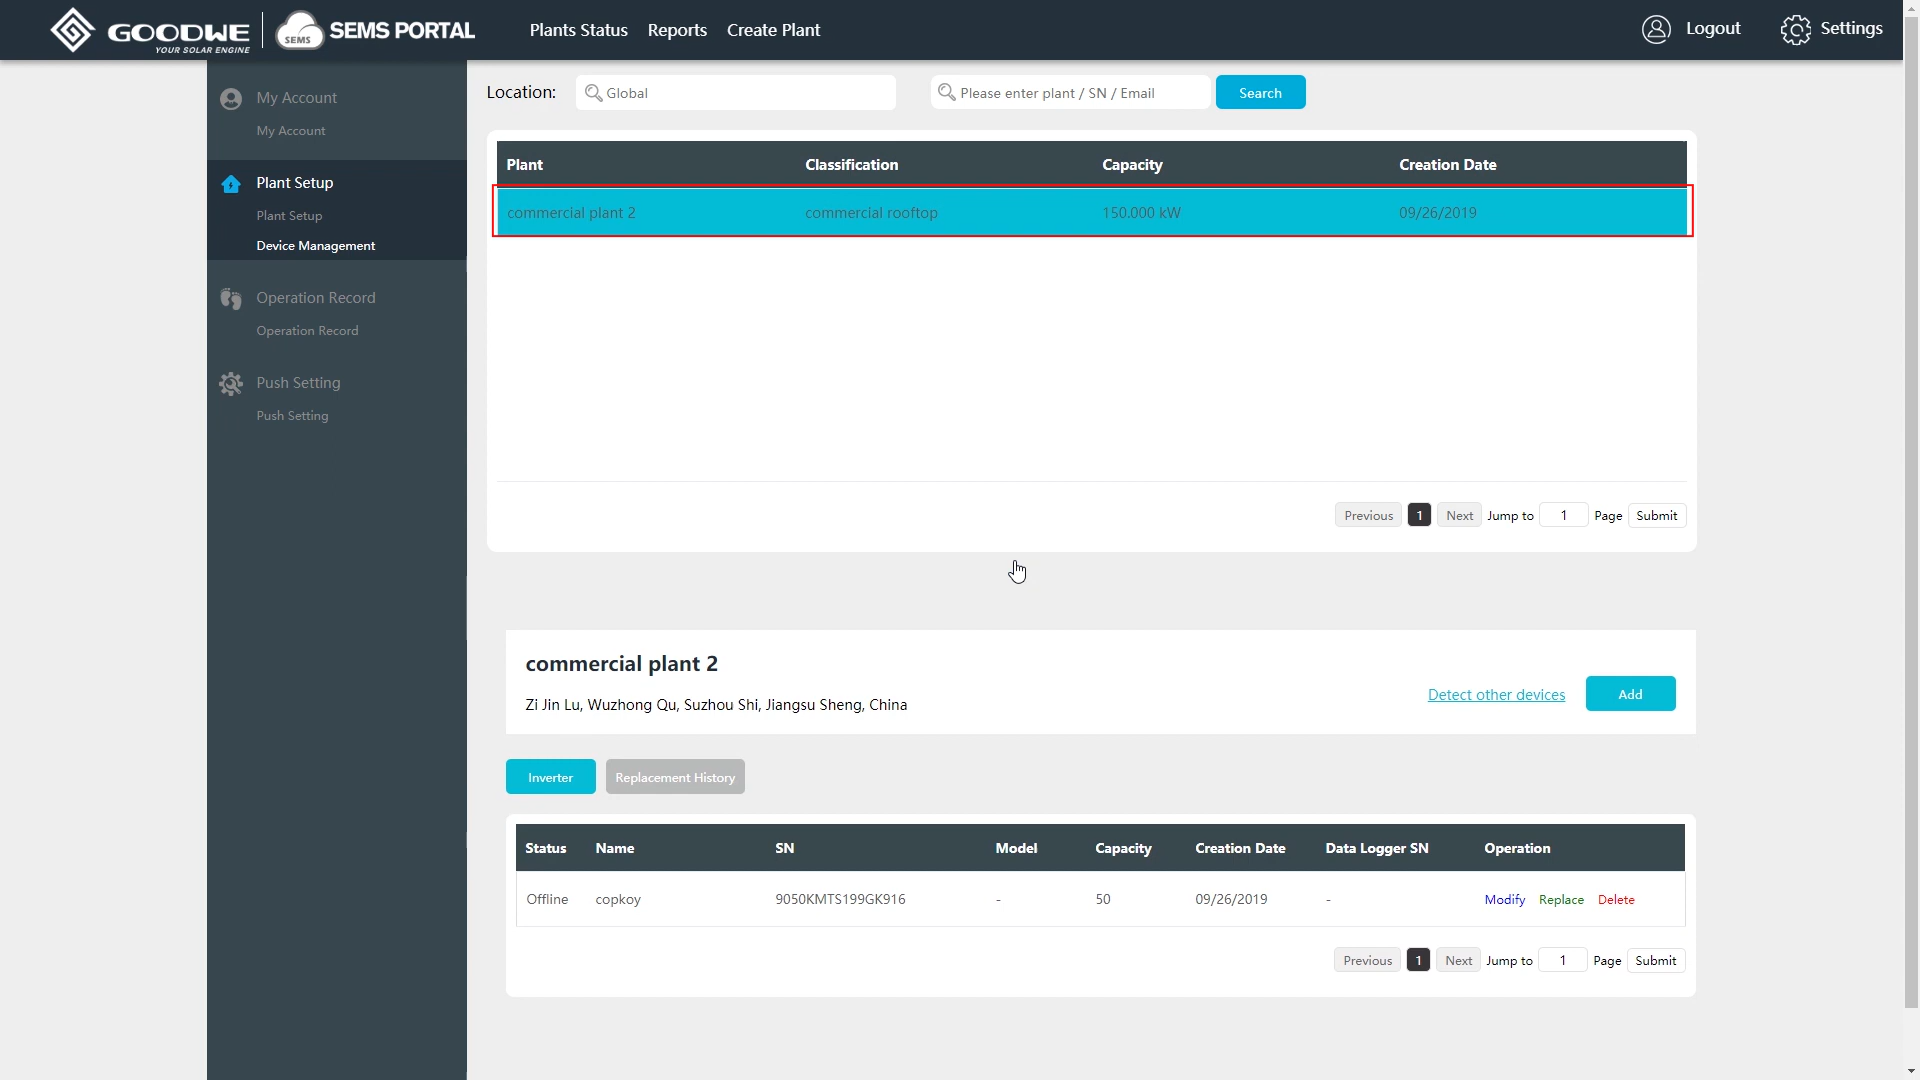 GOODWE
YOUR SOLAR ENGINE
SEMS
SEMS PORTAL
Plants Status Reports Create Plant
Logout Settings
My Account
My Account
Plant Setup
Plant Setup
Device Management
Operation Record
Operation Record
Push Setting
Push Setting
Location: Global Please enter plant / SN / Email Search
Plant Classification Capacity Creation Date
commercial plant 2 commercial rooftop 150.000 kW 09/26/2019
Previous 1 Next Jump to 1 Page Submit
commercial plant 2
Zi Jin Lu, Wuzhong Qu, Suzhou Shi, Jiangsu Sheng, China
Detect other devices Add
Inverter Replacement History
Status Name SN Model Capacity Creation Date Data Logger SN Operation
Offline copkoy 9050KMTS199GK916 - 50 09/26/2019 - Modify Replace Delete
Previous 1 Next Jump to 1 Page Submit